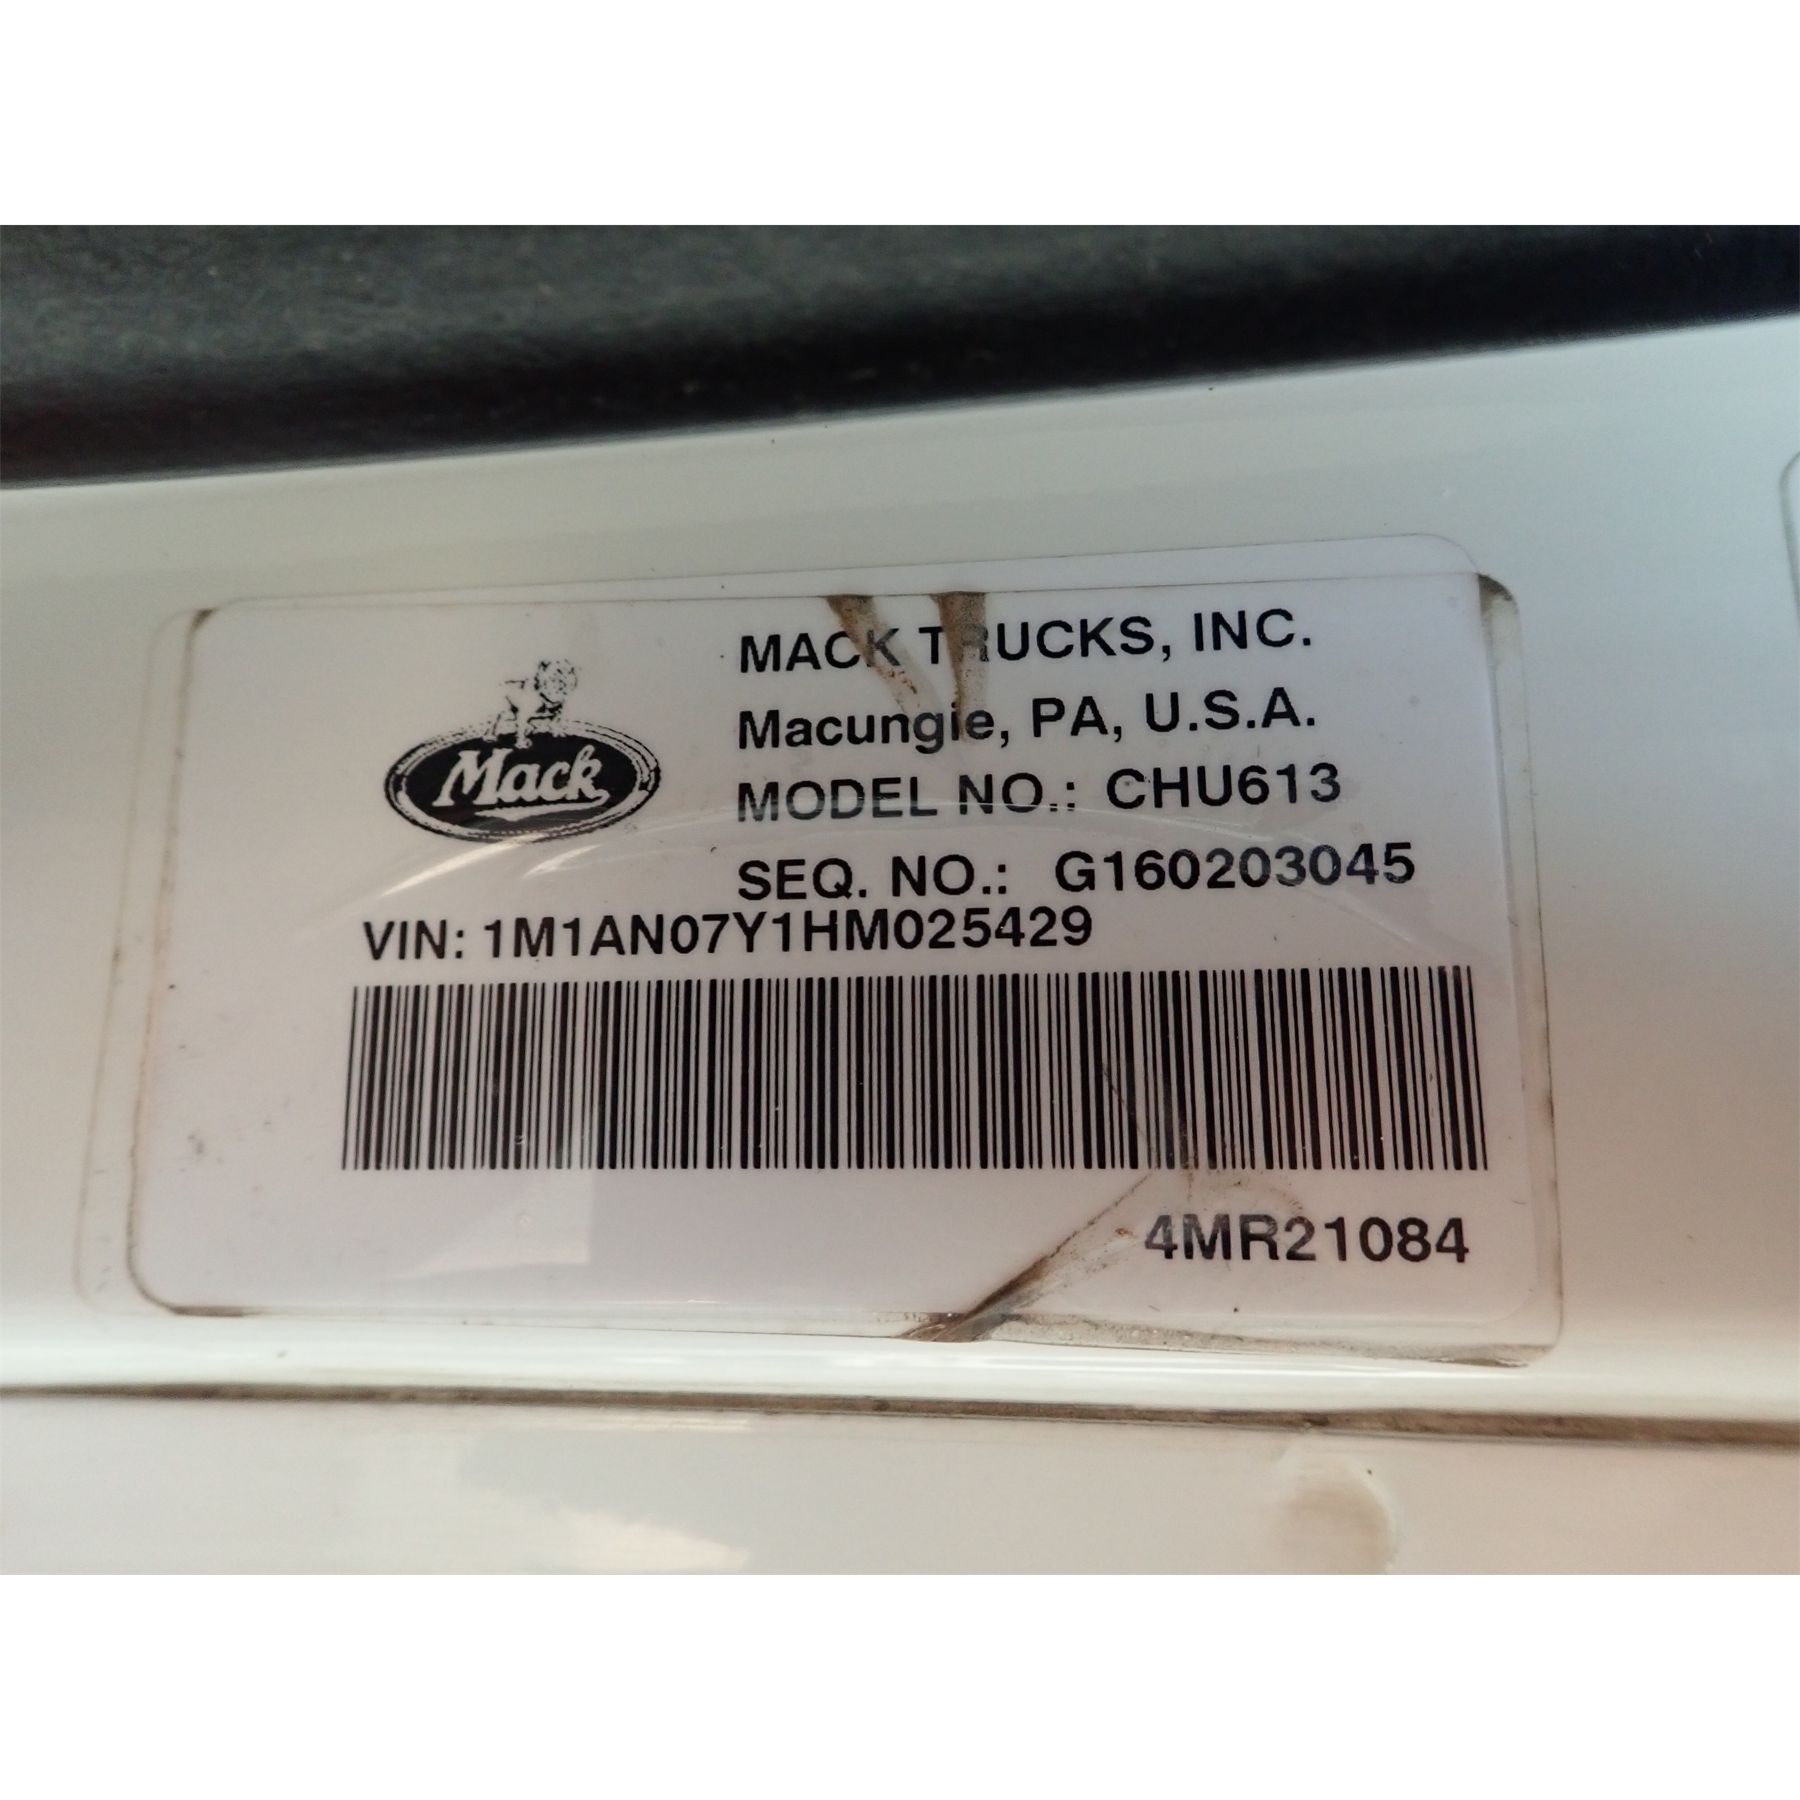 MACK TRUCKS, INC.
Macungie, PA, U.S.A.
Mack
MODEL NO.: CHU613
SEQ. NO.: G160203045
VIN: 1M1AN07Y1HM025429
4MR21084